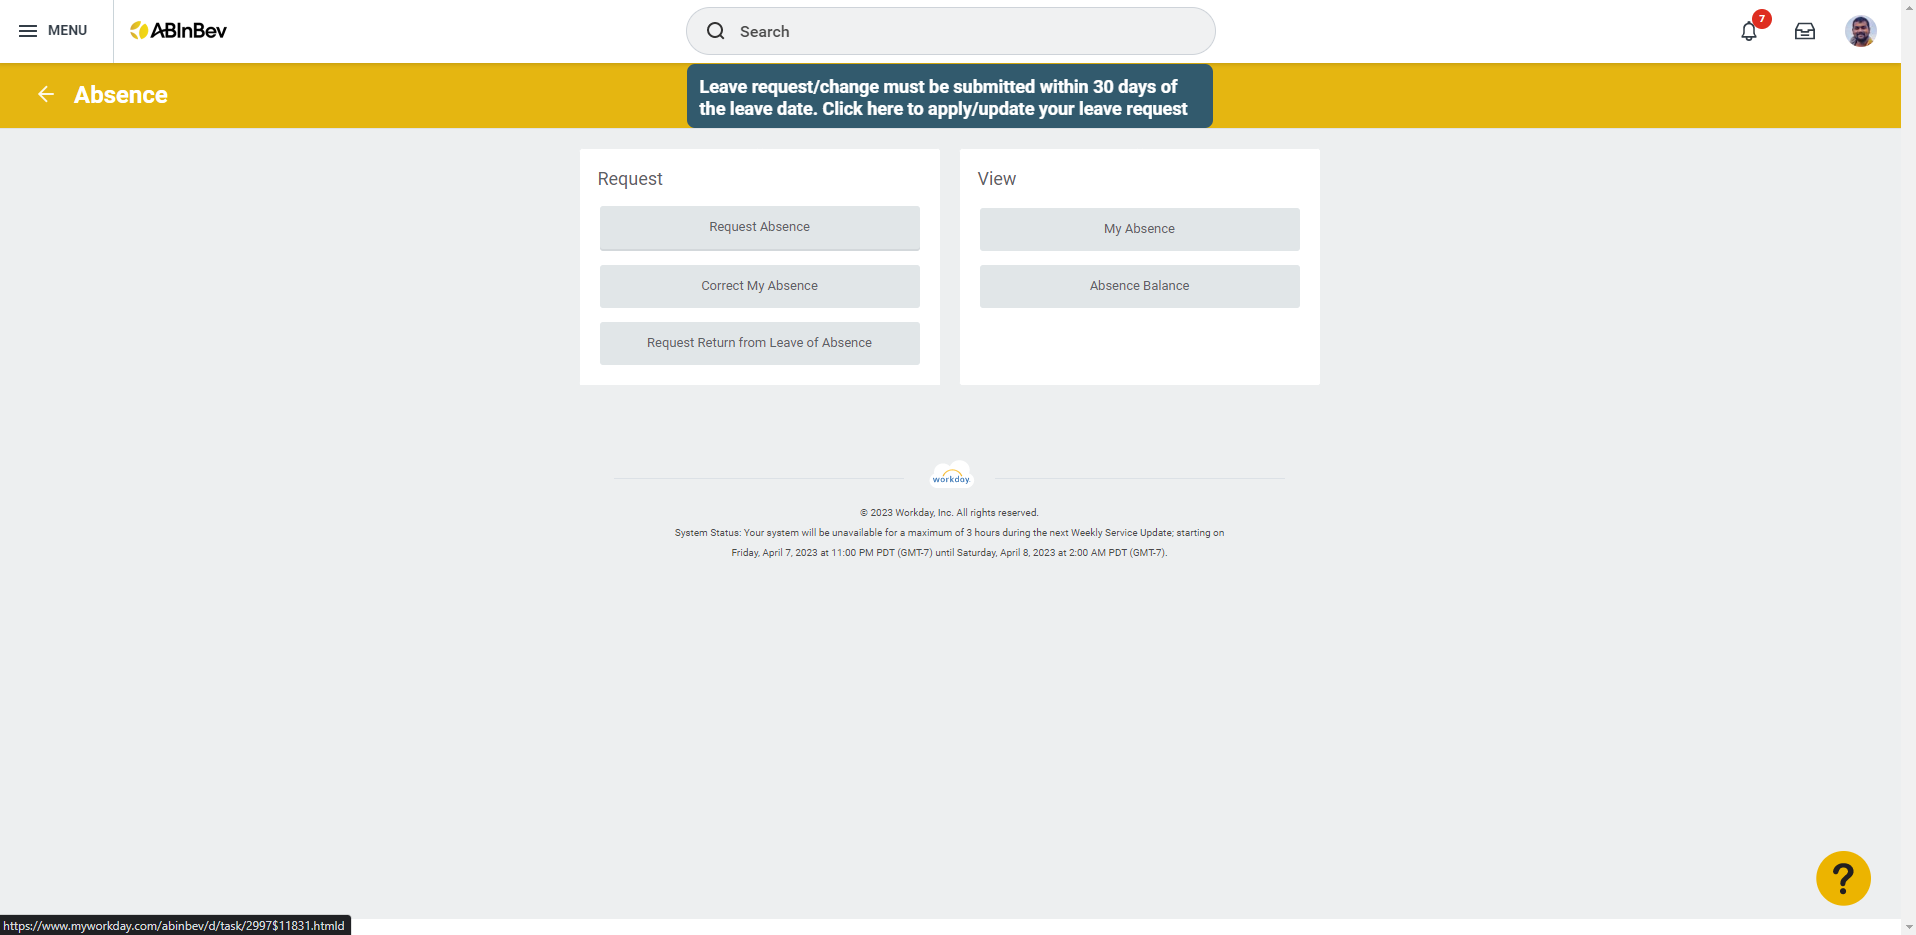 MENU
ABInBev
Search
7
Absence
Leave request/change must be submitted within 30 days of
the leave date. Click here to apply/update your leave request
Request
Request Absence
Correct My Absence
Request Return from Leave of Absence
View
My Absence
Absence Balance
workday.
© 2023 Workday, Inc. All rights reserved.
System Status: Your system will be unavailable for a maximum of 3 hours during the next Weekly Service Update; starting on
Friday, April 7, 2023 at 11:00 PM PDT (GMT-7) until Saturday, April 8, 2023 at 2:00 AM PDT (GMT-7).
?
https://www.myworkday.com/abinbev/d/task/2997$11831.htmld